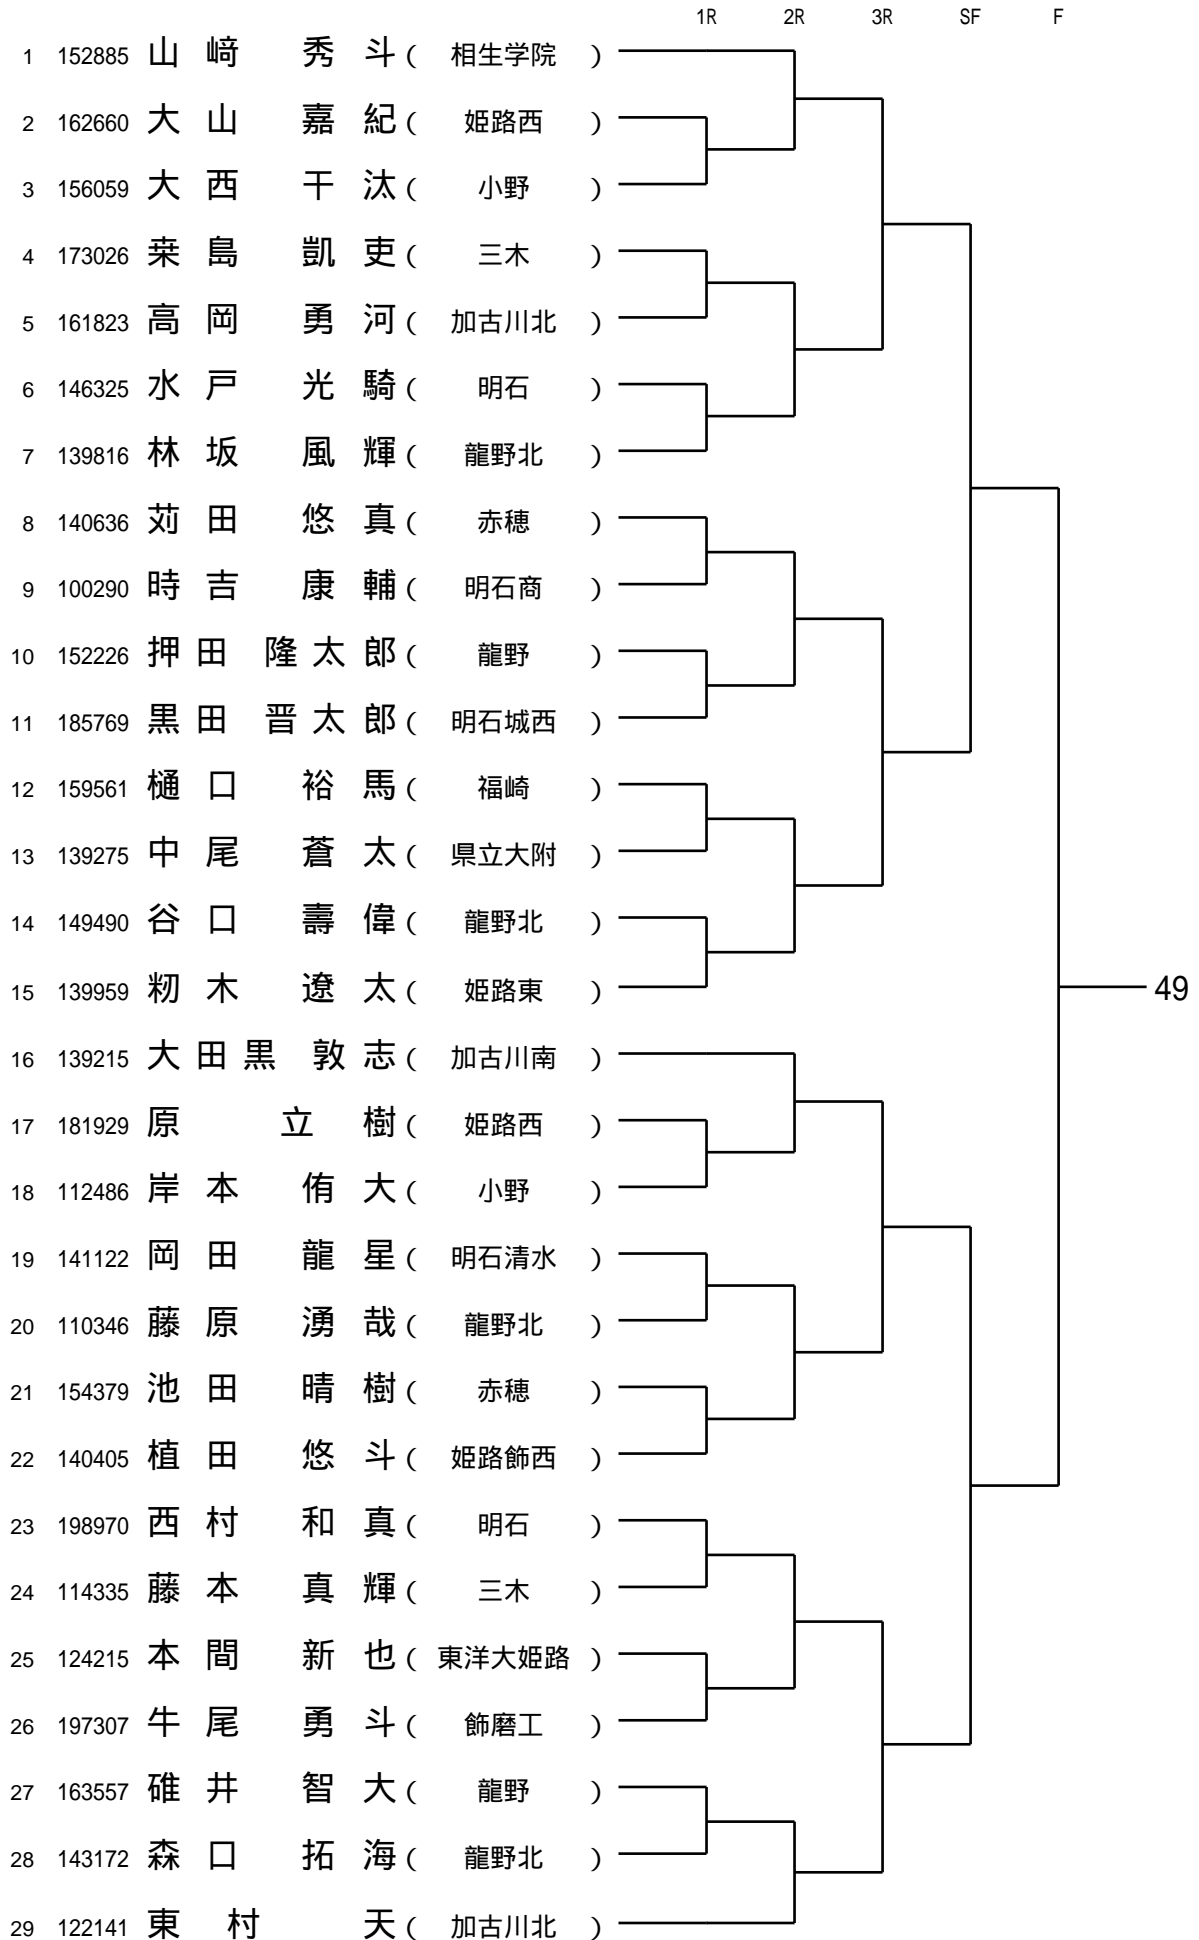 1R 2R 3R SF F
1 152885 山﨑 秀斗 ( 相生学院 )
2 162660 大山 嘉紀 ( 姫路西 )
3 156059 大西 干汰 ( 小野 )
4 173026 桒島 凱吏 ( 三木 )
5 161823 高岡 勇河 ( 加古川北 )
6 146325 水戸 光騎 ( 明石 )
7 139816 林坂 風輝 ( 龍野北 )
8 140636 苅田 悠真 ( 赤穂 )
9 100290 時吉 康輔 ( 明石商 )
10 152226 押田 隆太郎 ( 龍野 )
11 185769 黒田 晋太郎 ( 明石城西 )
12 159561 樋口 裕馬 ( 福崎 )
13 139275 中尾 蒼太 ( 県立大附 )
14 149490 谷口 壽偉 ( 龍野北 )
15 139959 籾木 遼太 ( 姫路東 )
49
16 139215 大田黒 敦志 ( 加古川南 )
17 181929 原 立樹 ( 姫路西 )
18 112486 岸本 侑大 ( 小野 )
19 141122 岡田 龍星 ( 明石清水 )
20 110346 藤原 湧哉 ( 龍野北 )
21 154379 池田 晴樹 ( 赤穂 )
22 140405 植田 悠斗 ( 姫路飾西 )
23 198970 西村 和真 ( 明石 )
24 114335 藤本 真輝 ( 三木 )
25 124215 本間 新也 ( 東洋大姫路 )
26 197307 牛尾 勇斗 ( 飾磨工 )
27 163557 碓井 智大 ( 龍野 )
28 143172 森口 拓海 ( 龍野北 )
29 122141 東村 天 ( 加古川北 )